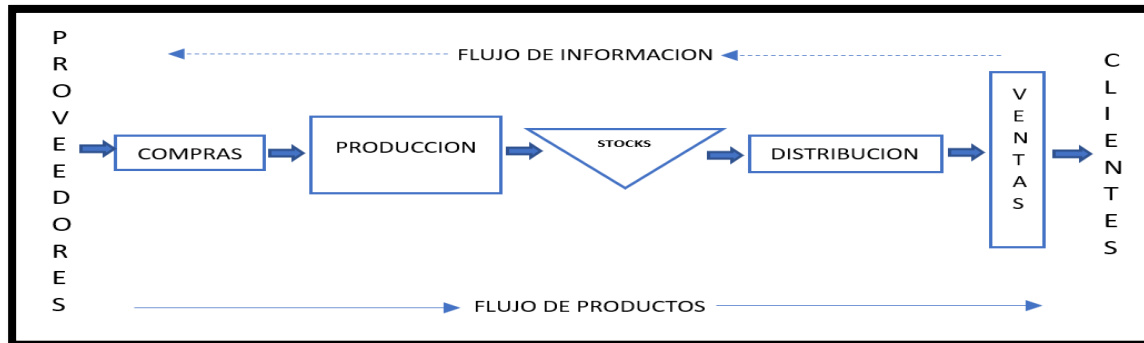 PROVEEDORES
FLUJO DE INFORMACION
COMPRAS
PRODUCCION
STOCKS
DISTRIBUCION
VENTAS
CLIENTES
FLUJO DE PRODUCTOS